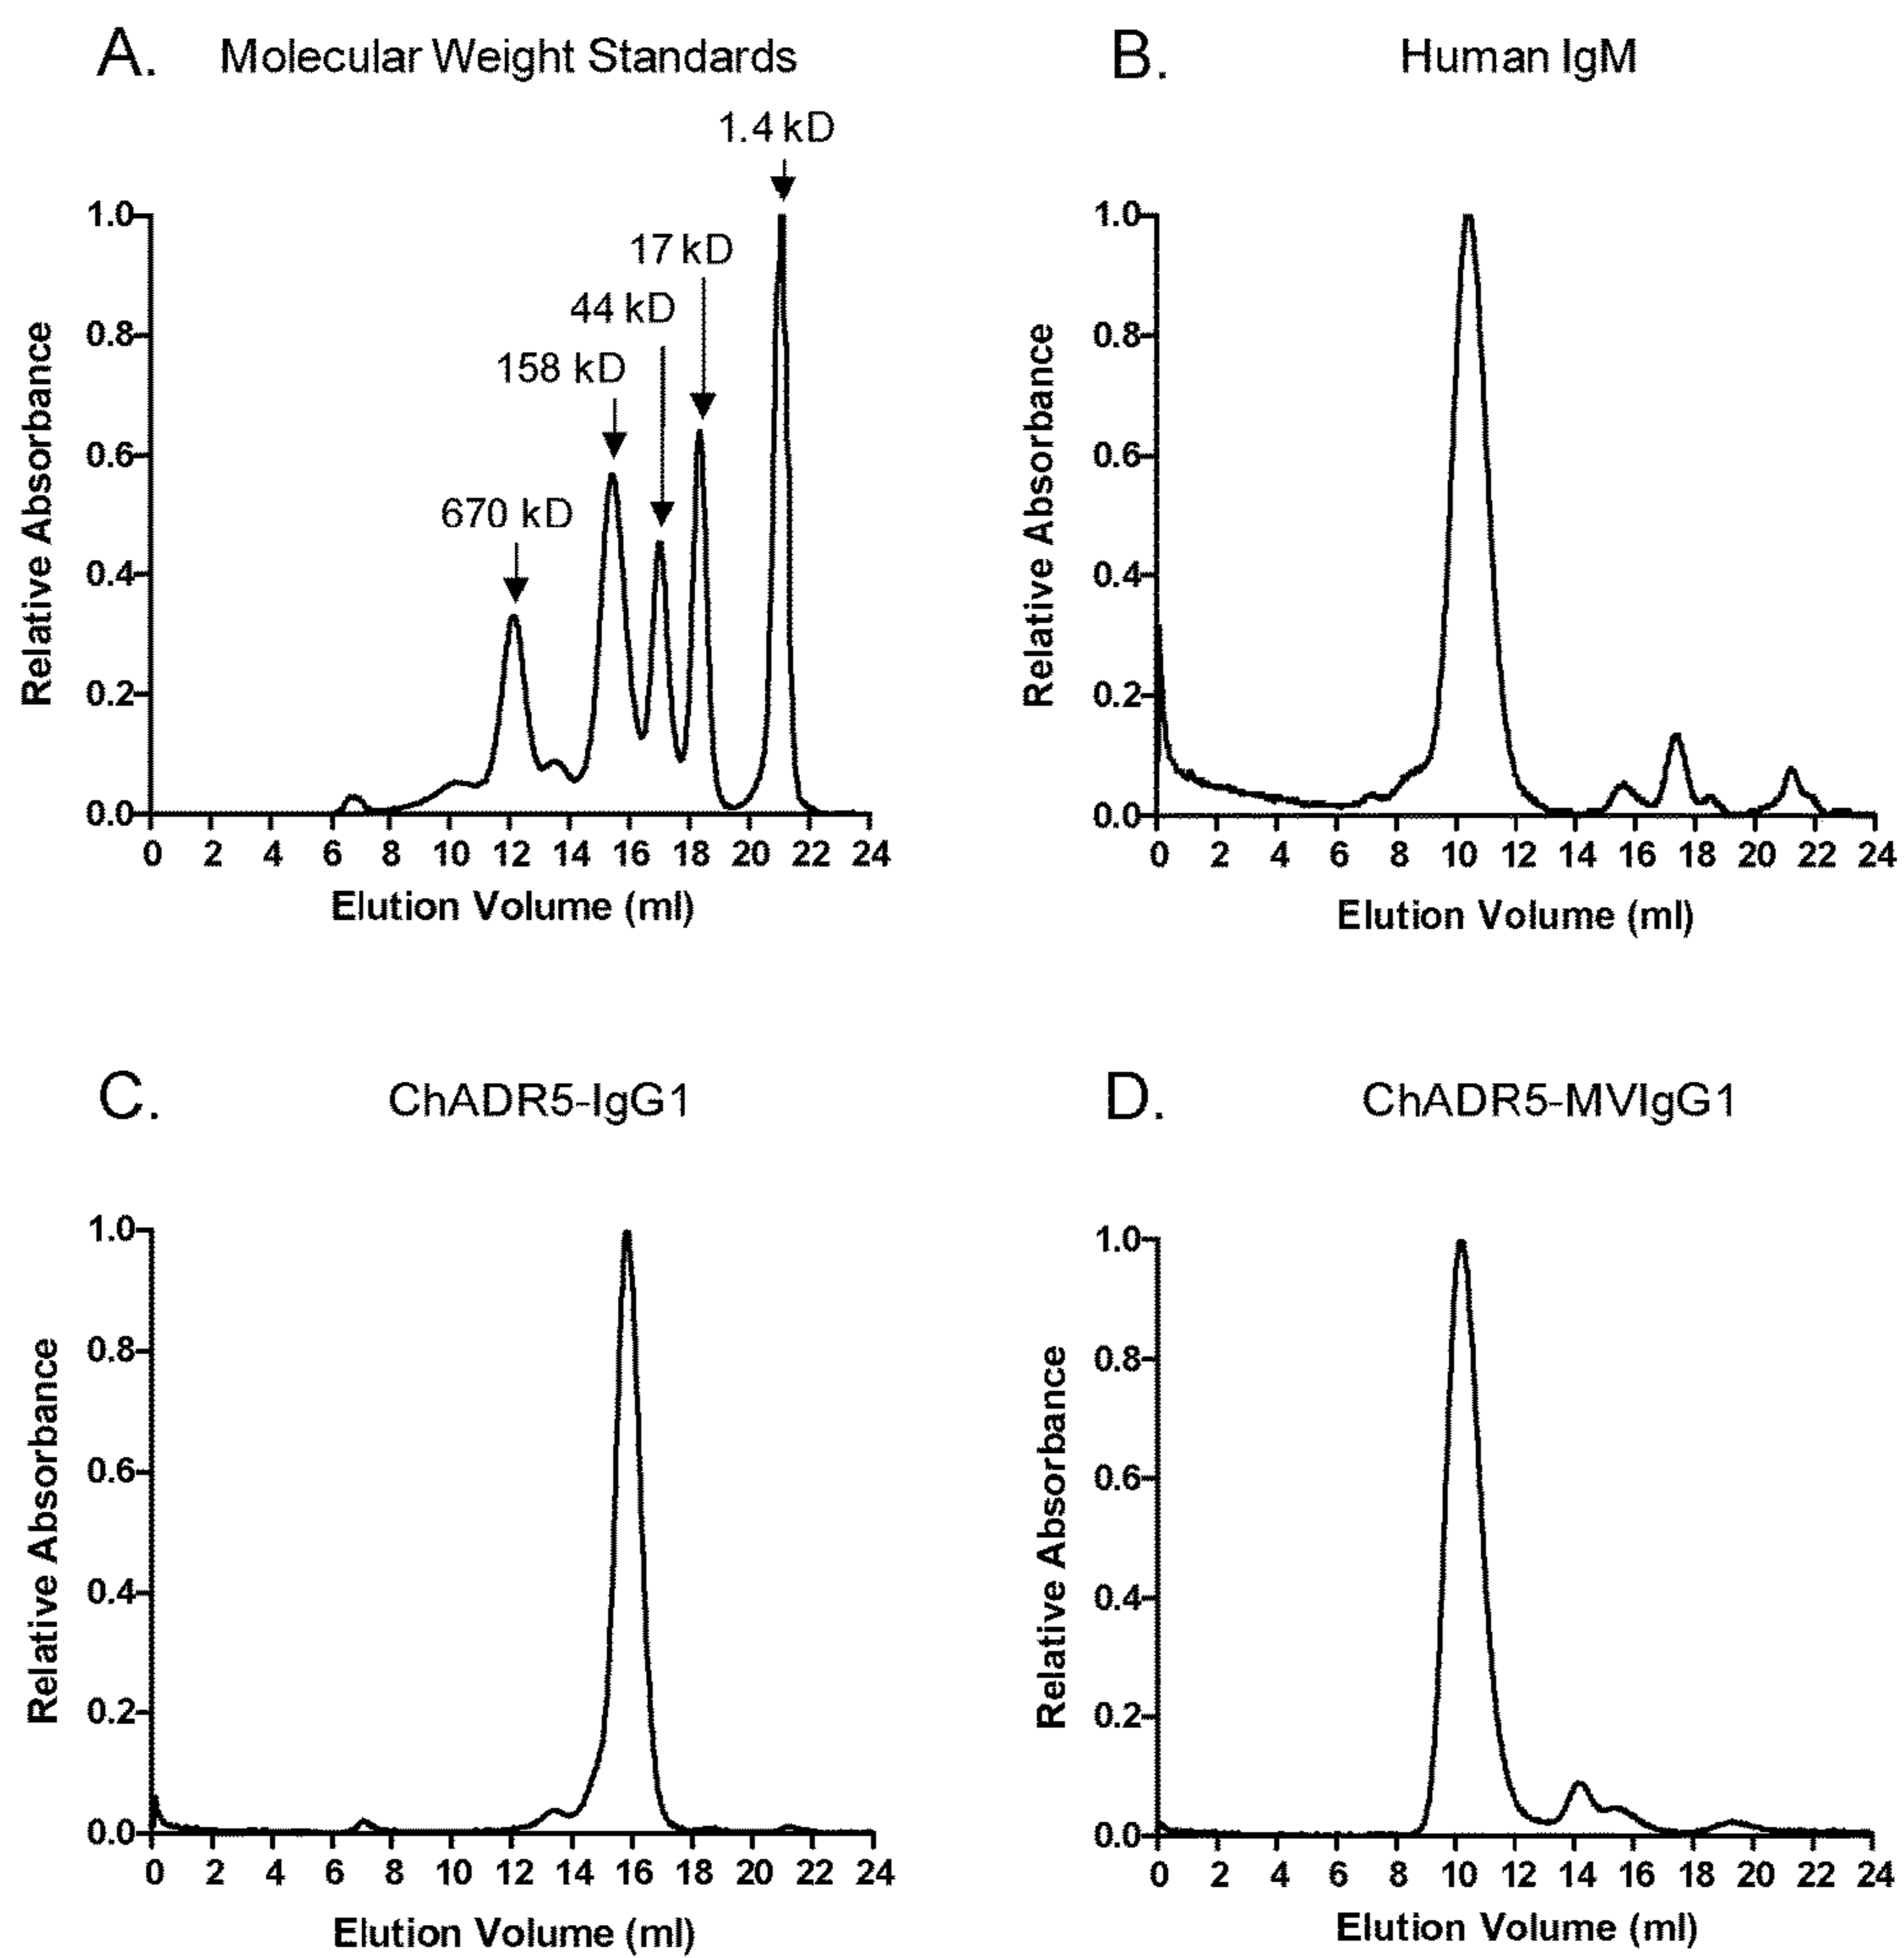 A. Molecular Weight Standards
1.4 kD
17 kD
44 kD
158 kD
670 kD
Relative Absorbance
1.0
0.8
0.6
0.4
0.2
0.0
0 2 4 6 8 10 12 14 16 18 20 22 24
Elution Volume (ml)
B. Human IgM
Relative Absorbance
1.0
0.8
0.6
0.4
0.2
0.0
0 2 4 6 8 10 12 14 16 18 20 22 24
Elution Volume (ml)
C. ChADR5-IgG1
Relative Absorbance
1.0
0.8
0.6
0.4
0.2
0.0
0 2 4 6 8 10 12 14 16 18 20 22 24
Elution Volume (ml)
D. ChADR5-MVIgG1
Relative Absorbance
1.0
0.8
0.6
0.4
0.2
0.0
0 2 4 6 8 10 12 14 16 18 20 22 24
Elution Volume (ml)